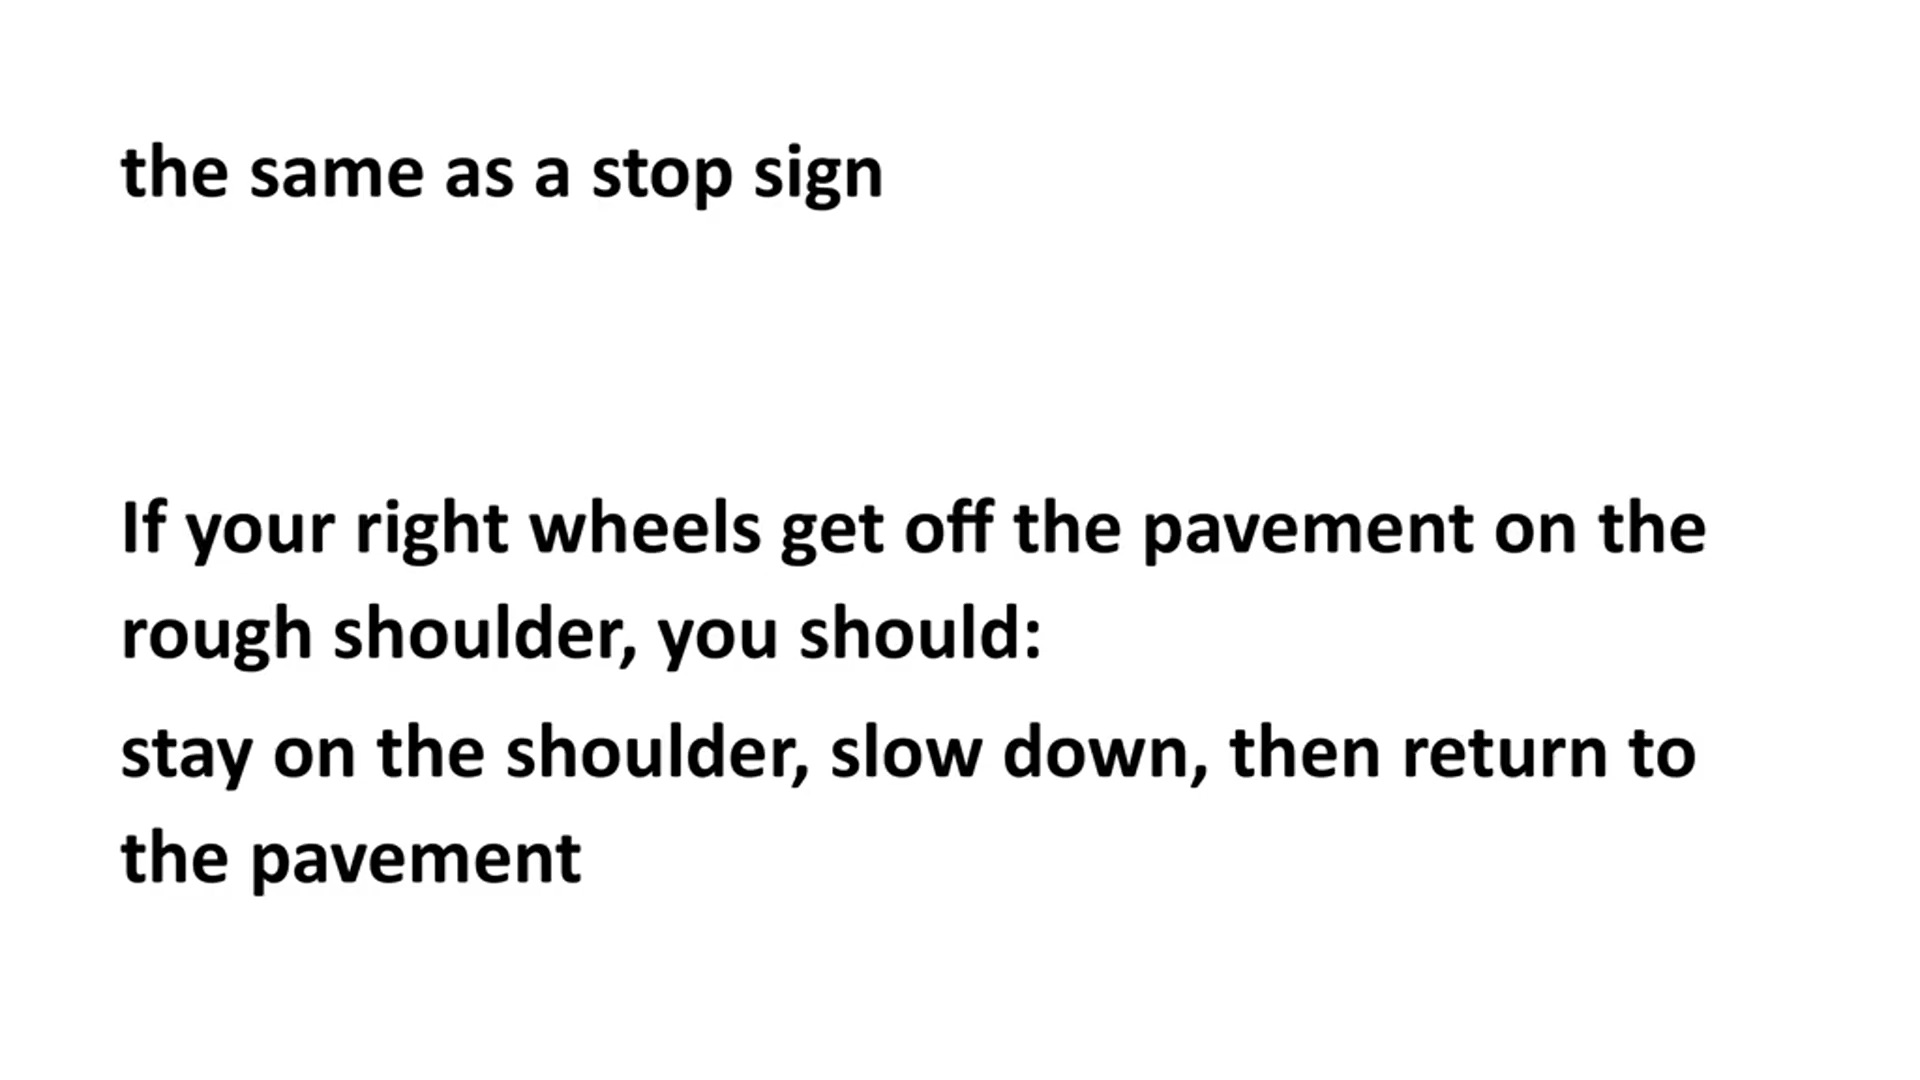 the same as a stop sign
If your right wheels get off the pavement on the
rough shoulder, you should:
stay on the shoulder, slow down, then return to
the pavement